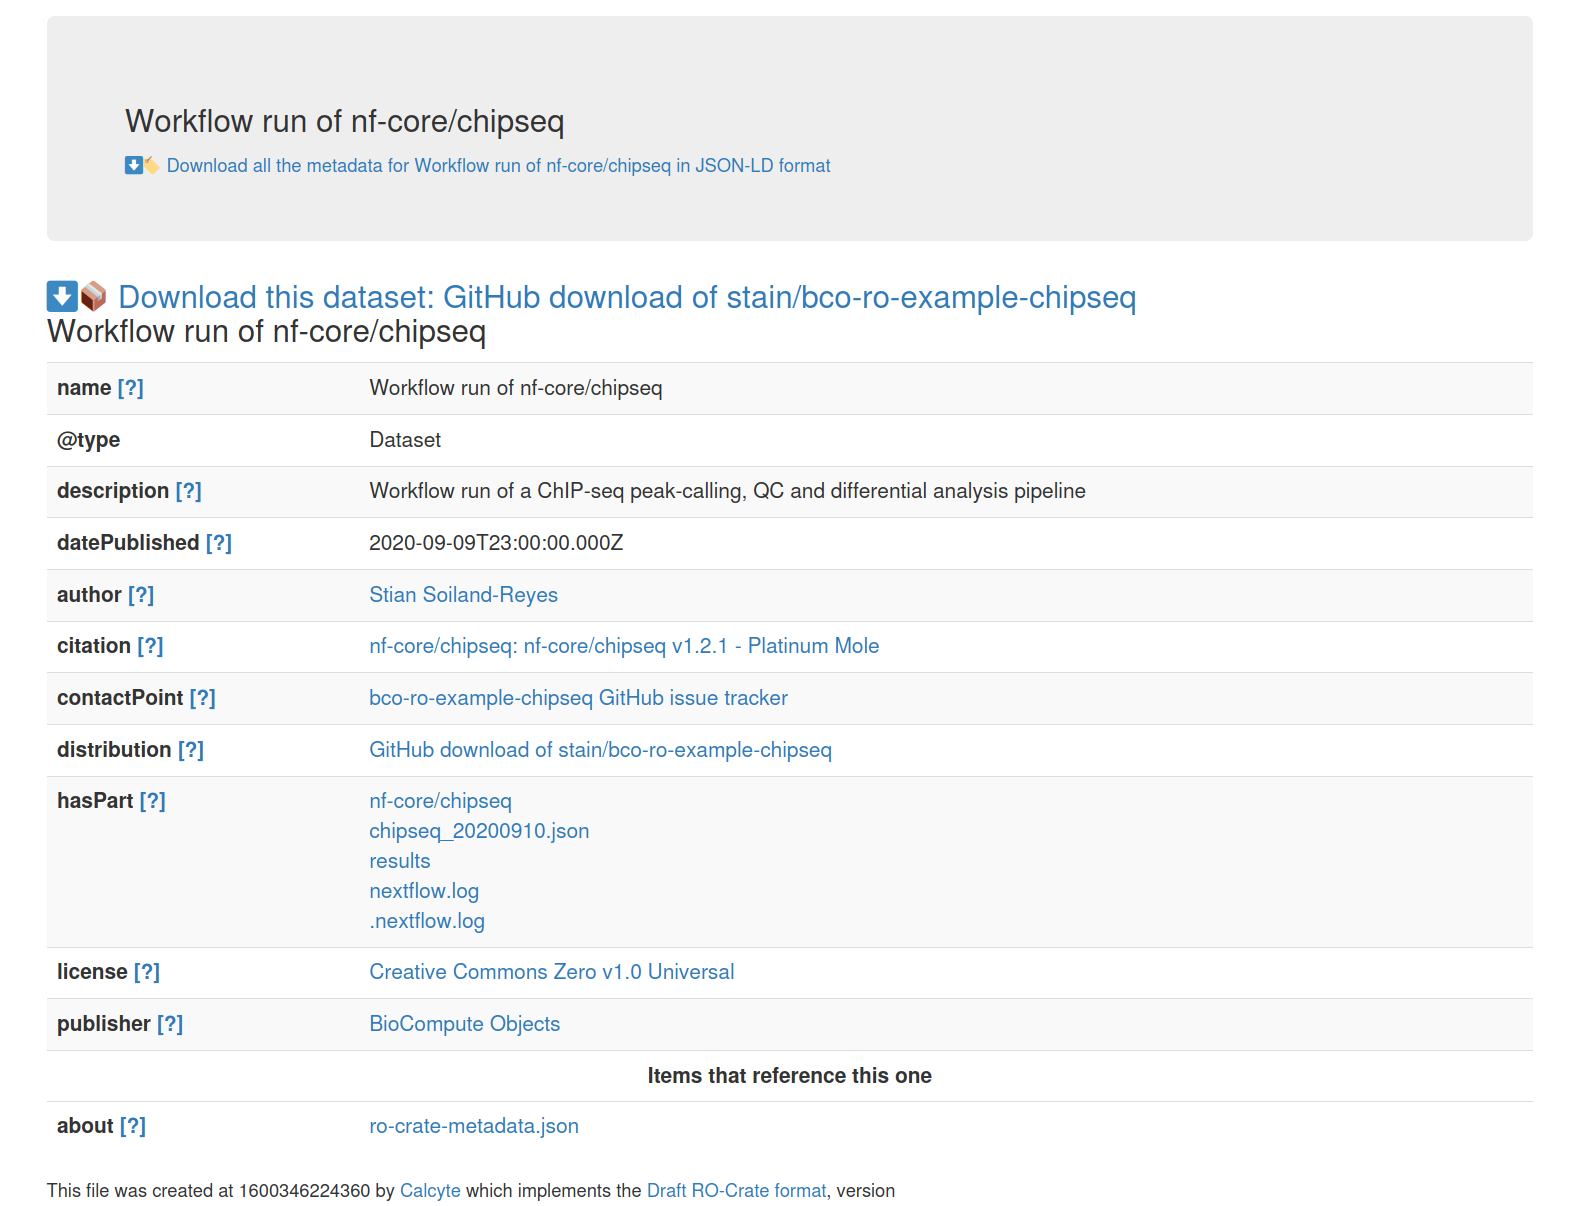 Workflow run of nf-core/chipseq
Download all the metadata for Workflow run of nf-core/chipseq in JSON-LD format
Download this dataset: GitHub download of stain/bco-ro-example-chipseq
Workflow run of nf-core/chipseq
name [?] Workflow run of nf-core/chipseq
@type Dataset
description [?] Workflow run of a ChIP-seq peak-calling, QC and differential analysis pipeline
datePublished [?] 2020-09-09T23:00:00.000Z
author [?] Stian Soiland-Reyes
citation [?] nf-core/chipseq: nf-core/chipseq v1.2.1 - Platinum Mole
contactPoint [?] bco-ro-example-chipseq GitHub issue tracker
distribution [?] GitHub download of stain/bco-ro-example-chipseq
hasPart [?] nf-core/chipseq
chipseq_20200910.json
results
nextflow.log
.nextflow.log
license [?] Creative Commons Zero v1.0 Universal
publisher [?] BioCompute Objects
Items that reference this one
about [?] ro-crate-metadata.json
This file was created at 1600346224360 by Calcyte which implements the Draft RO-Crate format, version